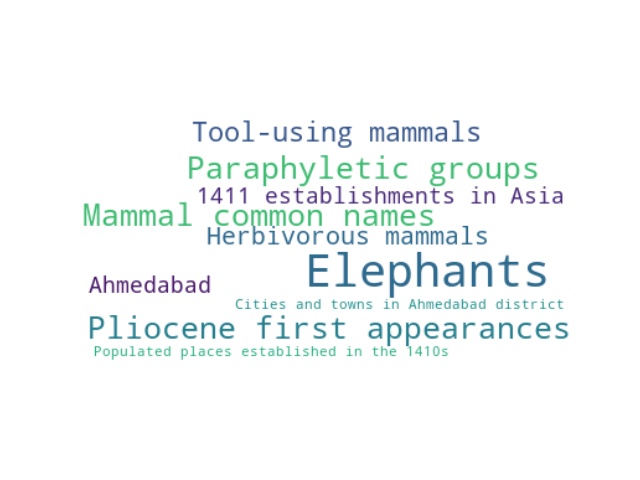 Tool-using mammals
Paraphyletic groups
1411 establishments in Asia
Mammal common names
Herbivorous mammals
Elephants
Ahmedabad
Cities and towns in Ahmedabad district
Pliocene first appearances
Populated places established in the 1410s